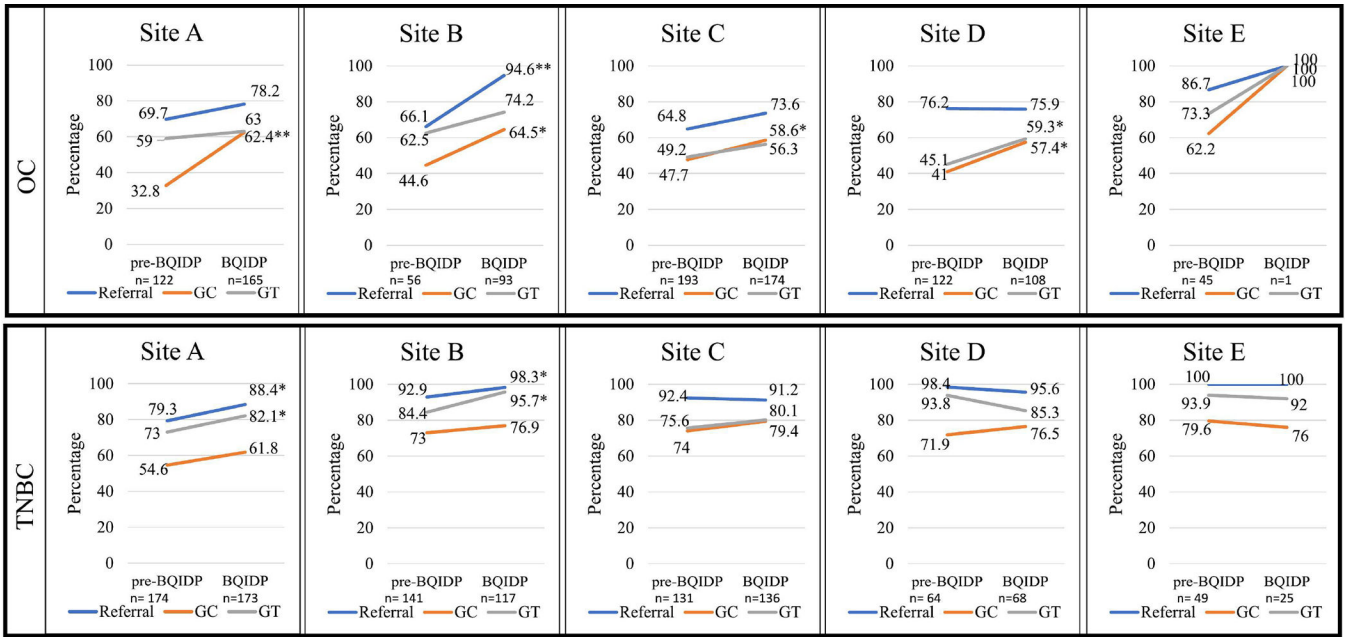 OC
Site A
100
80
60
40
20
0
Percentage
69.7
78.2
59
63
62.4**
32.8
pre-BQIDP BQIDP
n= 122 n=165
Referral GC GT
Site B
100
80
60
40
20
0
Percentage
94.6**
66.1
74.2
62.5
64.5*
44.6
pre-BQIDP BQIDP
n= 56 n=93
Referral GC GT
Site C
100
80
60
40
20
0
Percentage
64.8
73.6
49.2
58.6*
56.3
47.7
pre-BQIDP BQIDP
n= 193 n=174
Referral GC GT
Site D
100
80
60
40
20
0
Percentage
76.2
75.9
59.3*
45.1
57.4*
41
pre-BQIDP BQIDP
n= 122 n=108
Referral GC GT
Site E
100
80
60
40
20
0
Percentage
100
100
100
86.7
73.3
62.2
pre-BQIDP BQIDP
n= 45 n=1
Referral GC GT
TNBC
Site A
100
80
60
40
20
0
Percentage
79.3
88.4*
73
82.1*
54.6
61.8
pre-BQIDP BQIDP
n= 174 n=173
Referral GC GT
Site B
100
80
60
40
20
0
Percentage
92.9
98.3*
84.4
95.7*
73
76.9
pre-BQIDP BQIDP
n= 141 n=117
Referral GC GT
Site C
100
80
60
40
20
0
Percentage
92.4
91.2
75.6
80.1
74
79.4
pre-BQIDP BQIDP
n= 131 n=136
Referral GC GT
Site D
100
80
60
40
20
0
Percentage
98.4
95.6
93.8
85.3
71.9
76.5
pre-BQIDP BQIDP
n= 64 n=68
Referral GC GT
Site E
100
80
60
40
20
0
Percentage
100
100
93.9
92
79.6
76
pre-BQIDP BQIDP
n= 49 n=25
Referral GC GT